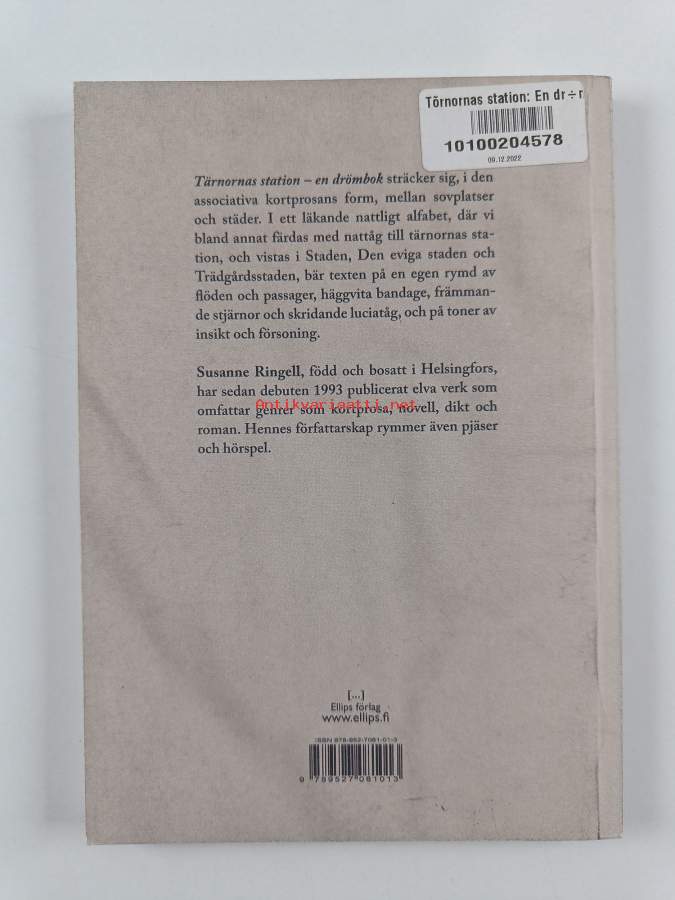 Törnornas station: En dr÷r
10100204578
09.12.2022
Tärnornas station – en drömbok sträcker sig, i den
associativa kortprosans form, mellan sovplatser
och städer. I ett läkande nattligt alfabet, där vi
bland annat färdas med nattåg till tärnornas sta-
tion, och vistas i Staden, Den eviga staden och
Trädgårdsstaden, bär texten på en egen rymd av
flöden och passager, häggvita bandage, främman-
de stjärnor och skridande luciatåg, och på toner av
insikt och försoning.
Susanne Ringell, född och bosatt i Helsingfors,
har sedan debuten 1993 publicerat elva verk som
Antikvariaatti.net
omfattar genrer som kortprosa, novell, dikt och
roman. Hennes författarskap rymmer även pjäser
och hörspel.
[...]
Ellips förlag
www.ellips.fi
ISBN 978-952-7081-01-3
9 789527 081013